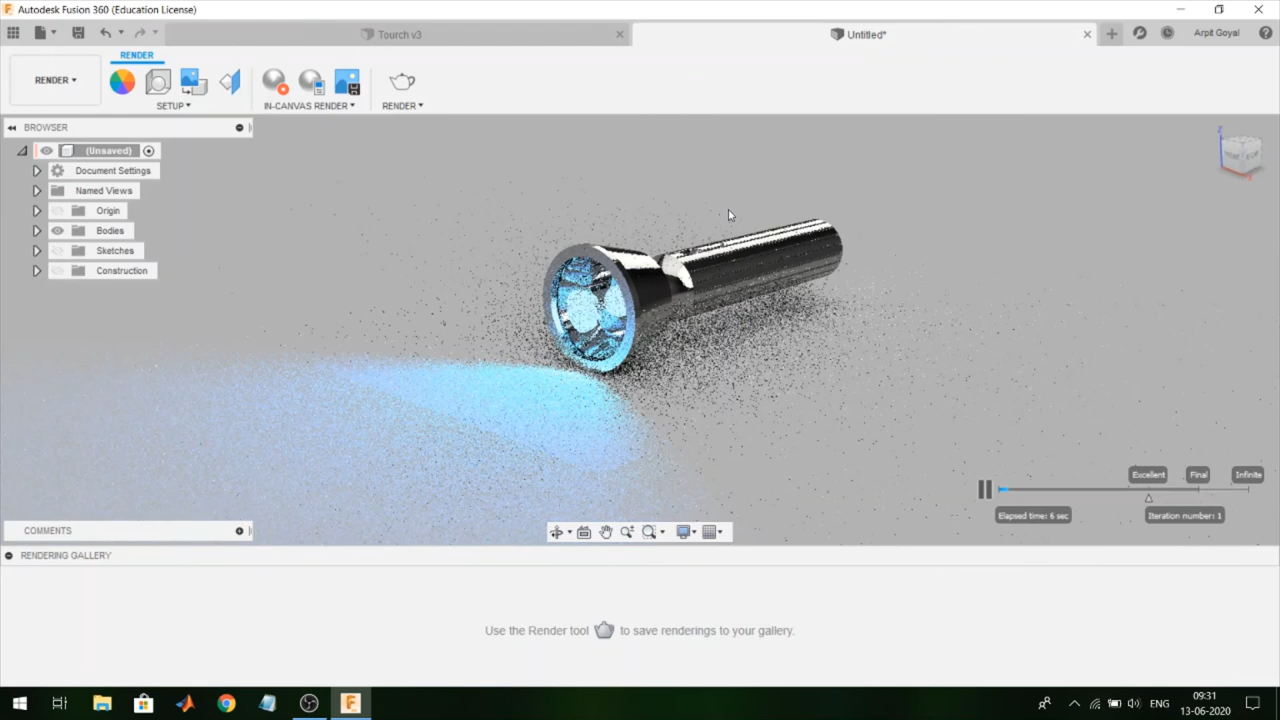 Autodesk Fusion 360 (Education License)
Tourch v3
Untitled*
Arpit Goyal
RENDER
RENDER
SETUP
IN-CANVAS RENDER
RENDER
BROWSER
(Unsaved)
Document Settings
Named Views
Origin
Bodies
Sketches
Construction
Z
Excellent
Final
Infinite
Elapsed time: 6 sec
Iteration number: 1
COMMENTS
RENDERING GALLERY
Use the Render tool to save renderings to your gallery.
ENG
09:31
13-06-2020